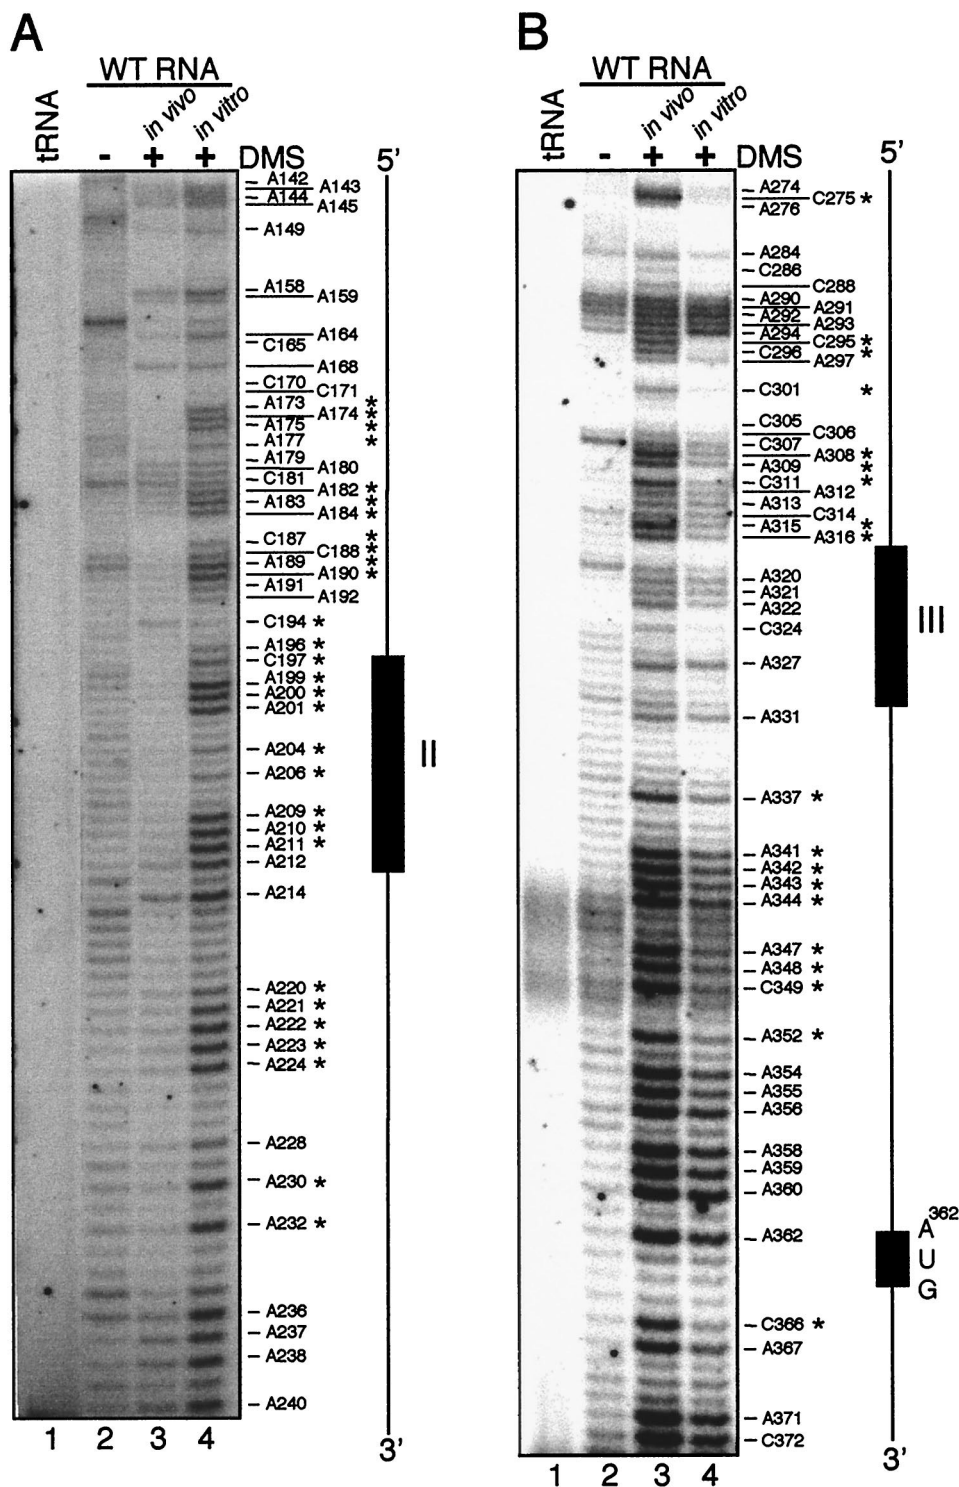 A
WT RNA
tRNA
in vivo
in vitro
- + + DMS
5'
A142
A143
A144
A145
A149
A158
A159
A164
C165
A168
C170
C171
A173 *
A174 *
A175 *
A177 *
A179
A180
C181
A182 *
A183 *
A184 *
C187 *
C188 *
A189 *
A190 *
A191
A192
C194 *
A196 *
C197 *
A199 *
A200 *
A201 *
A204 *
A206 *
A209 *
A210 *
A211 *
A212
A214
A220 *
A221 *
A222 *
A223 *
A224 *
A228
A230 *
A232 *
A236
A237
A238
A240
II
3'
1 2 3 4
B
WT RNA
tRNA
in vivo
in vitro
- + + DMS
5'
A274
C275 *
A276
A284
C286
C288
A290
A291
A292
A293
A294
C295 *
C296 *
A297
C301 *
C305
C306
C307
A308 *
A309 *
C311 *
A312
A313
C314
A315 *
A316 *
A320
A321
A322
C324
A327
A331
A337 *
A341 *
A342 *
A343 *
A344 *
A347 *
A348 *
C349 *
A352 *
A354
A355
A356
A358
A359
A360
A362
C366 *
A367
A371
C372
III
A362
U
G
3'
1 2 3 4